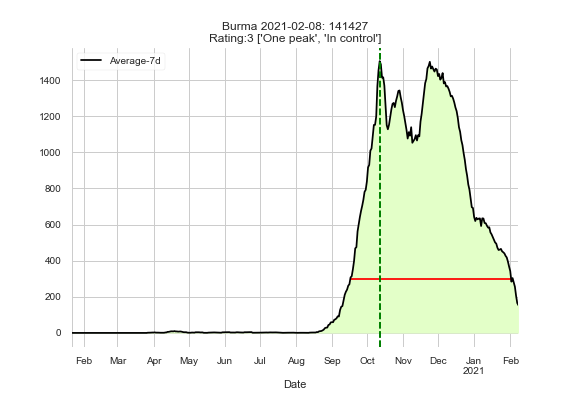 Burma 2021-02-08: 141427
Rating:3 ['One peak', 'In control']
Average-7d
1400
1200
1000
800
600
400
200
0
Feb Mar Apr May Jun Jul Aug Sep Oct Nov Dec Jan Feb
2021
Date